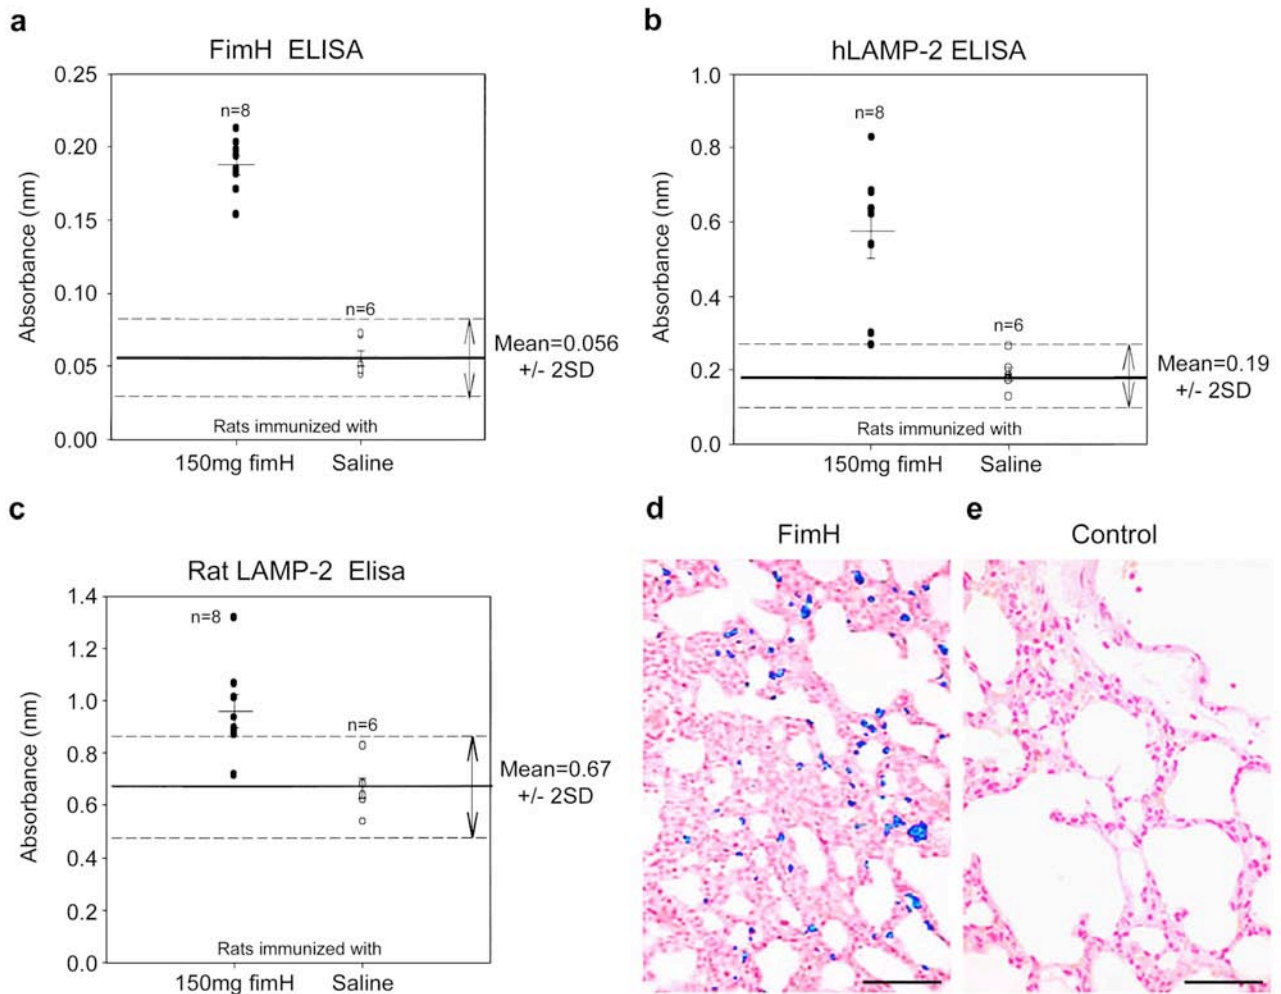 a
FimH ELISA
Absorbance (nm)
0.25
0.20
0.15
0.10
0.05
0.00
n=8
n=6
Mean=0.056
+/- 2SD
Rats immunized with
150mg fimH Saline
b
hLAMP-2 ELISA
Absorbance (nm)
1.0
0.8
0.6
0.4
0.2
0.0
n=8
n=6
Mean=0.19
+/- 2SD
Rats immunized with
150mg fimH Saline
c
Rat LAMP-2 Elisa
Absorbance (nm)
1.4
1.2
1.0
0.8
0.6
0.4
0.2
0.0
n=8
n=6
Mean=0.67
+/- 2SD
Rats immunized with
150mg fimH Saline
d
FimH
e
Control